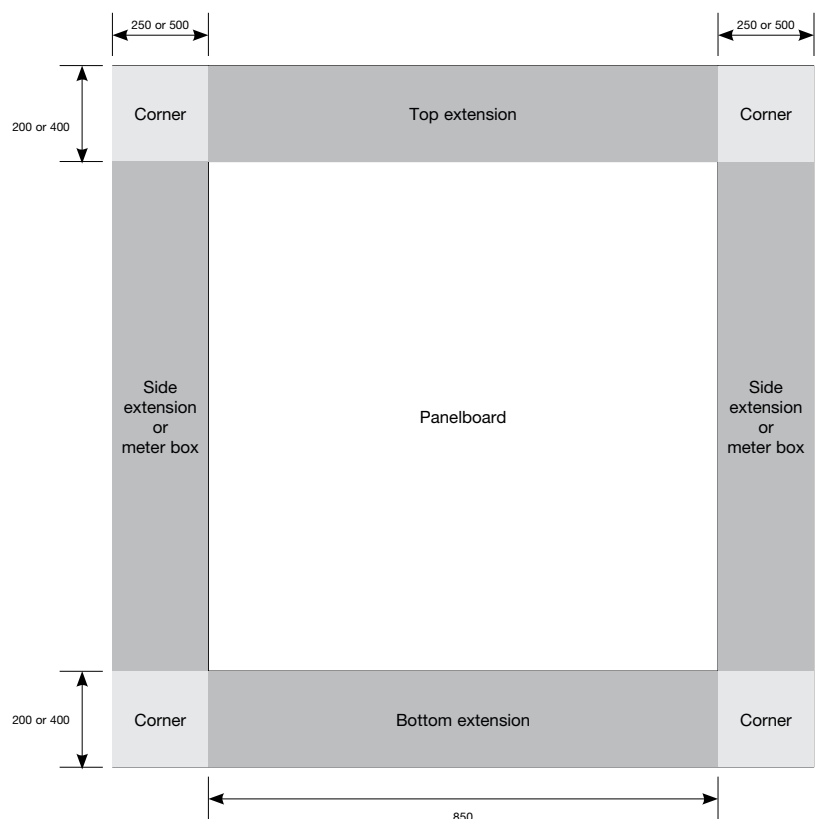 250 or 500
250 or 500
200 or 400
Corner
Top extension
Corner
Side
extension
or
meter box
Panelboard
Side
extension
or
meter box
200 or 400
Corner
Bottom extension
Corner
850